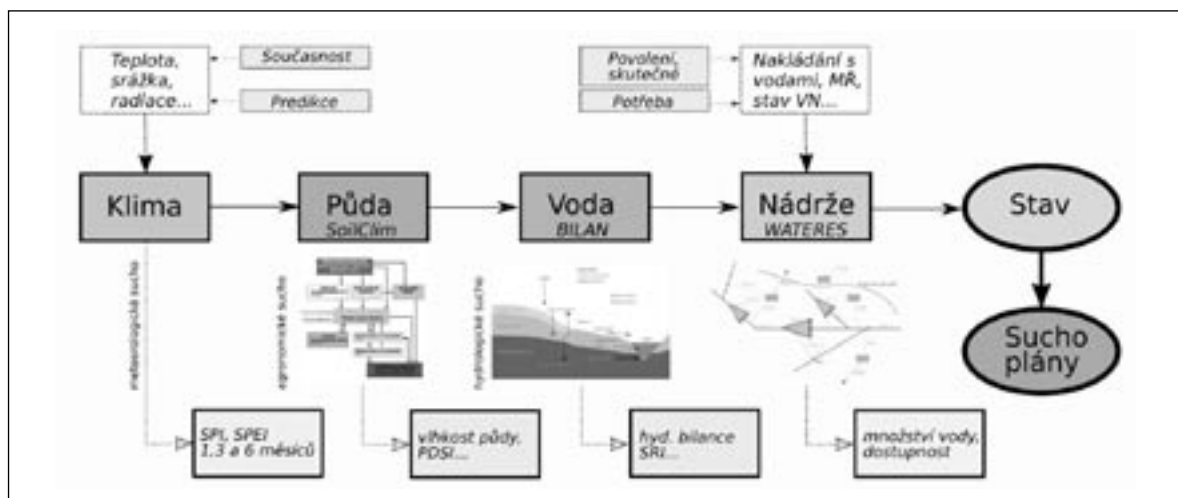 Teplota,
srážka,
radiace...
Současnost
Predikce
Povolení,
skutečné
Potřeba
Nakládání s
vodami, MŘ,
stav VN...
Klima
Půda
SoilClim
Voda
BILAN
Nádrže
WATERES
Stav
Sucho
plány
meteorologické sucho
agronomické sucho
hydrologické sucho
SPI, SPEI
1,3 a 6 měsíců
vlhkost půdy,
PDSI...
hyd. bilance
SRI...
množství vody,
dostupnost